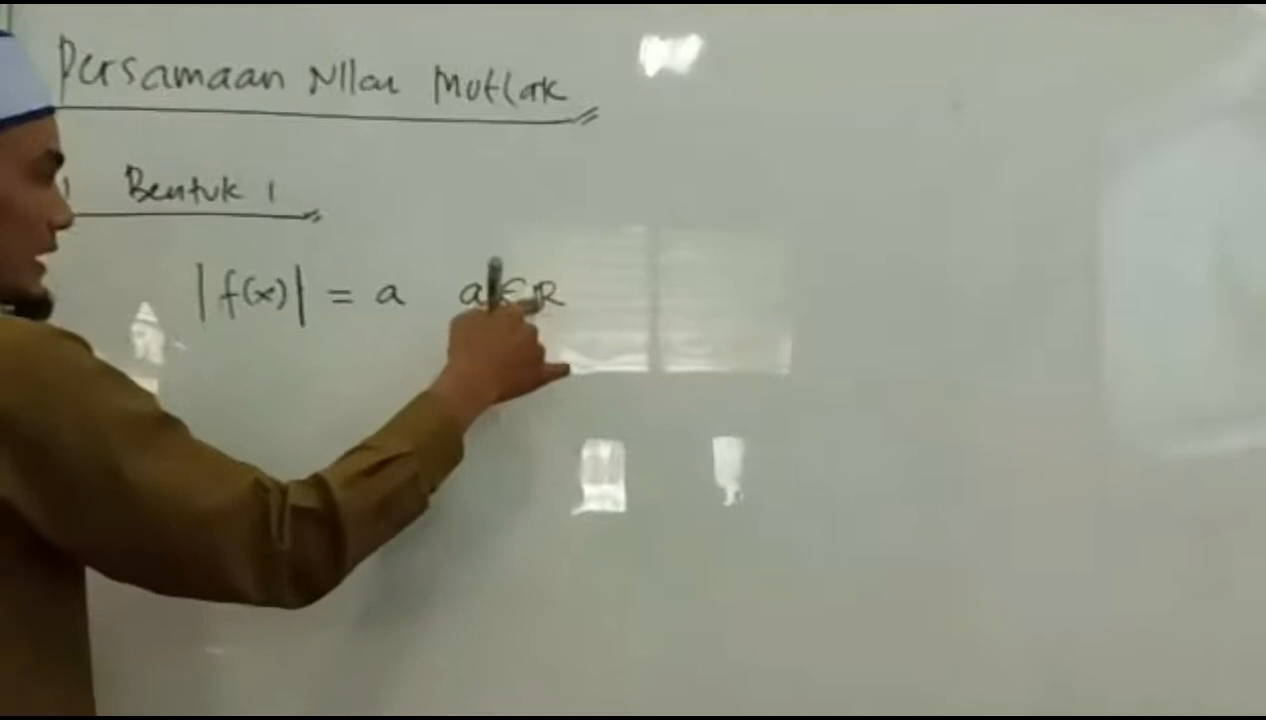 Persamaan Nilai Mutlak
Bentuk 1
|f(x)| = a a ∈ R